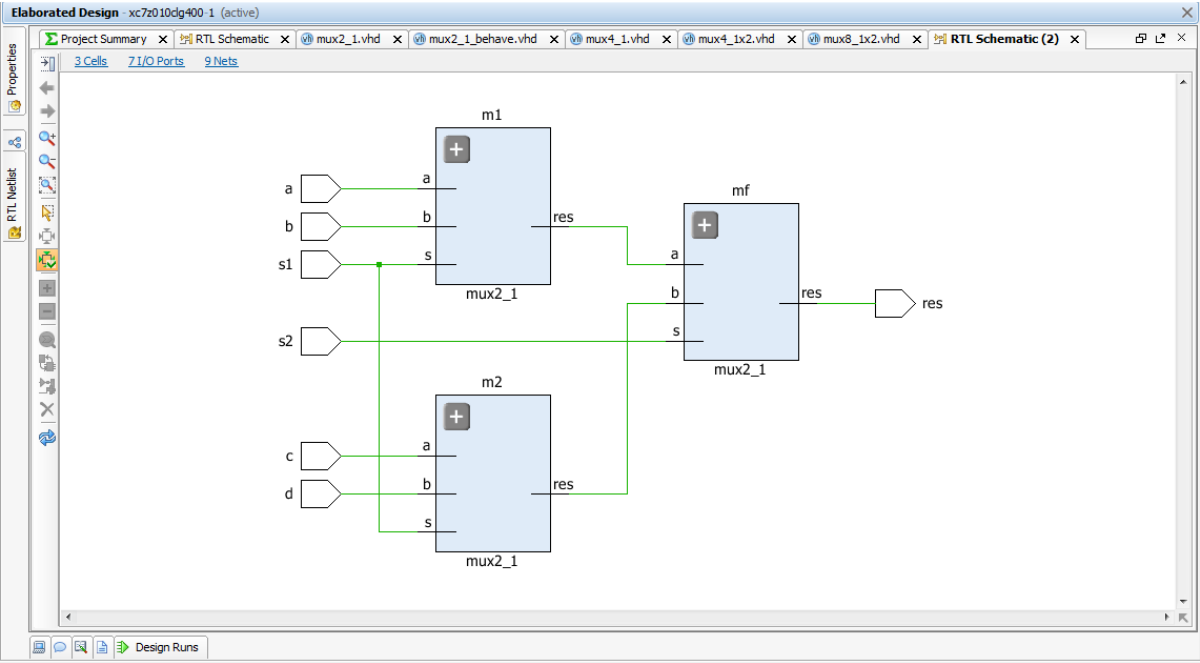 Elaborated Design - xc7z010clg400-1 (active)
Properties
RTL Netlist
Project Summary
RTL Schematic
mux2_1.vhd
mux2_1_behave.vhd
mux4_1.vhd
mux4_1x2.vhd
mux8_1x2.vhd
RTL Schematic (2)
3 Cells
7 I/O Ports
9 Nets
m1
a
a
b
b
res
s1
s
mux2_1
mf
a
b
res
res
s2
s
mux2_1
m2
c
a
d
b
res
s
mux2_1
Design Runs